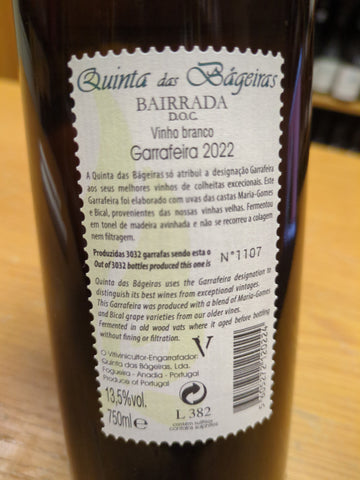 Quinta das Bágeiras
BAIRRADA
D.O.C.
Vinho branco
Garrafeira 2022
A Quinta das Bágeiras só atribui a designação Garrafeira
aos seus melhores vinhos de colheitas excecionais. Este
Garrafeira foi elaborado com uvas das castas Maria-Gomes
e Bical, provenientes das nossas vinhas velhas. Fermentou
em tonel de madeira avinhada e não se recorreu a colagem
nem filtragem.
Produzidas 3032 garrafas sendo esta o
Out of 3032 bottles produced this one is
N°1107
Quinta das Bágeiras uses the Garrafeira designation to
distinguish its best wines from exceptional vintages.
This Garrafeira was produced with a blend of Maria-Gomes
and Bical grape varieties from our older vines.
Fermented in old wood vats where it aged before bottling
without fining or filtration.
O Vitivinicultor-Engarrafador:
Quinta das Bágeiras, Lda.
Fogueira - Anadia - Portugal
Produce of Portugal
V
13,5%vol.
750ml e
L 382
contém sulfitos
contains sulphites